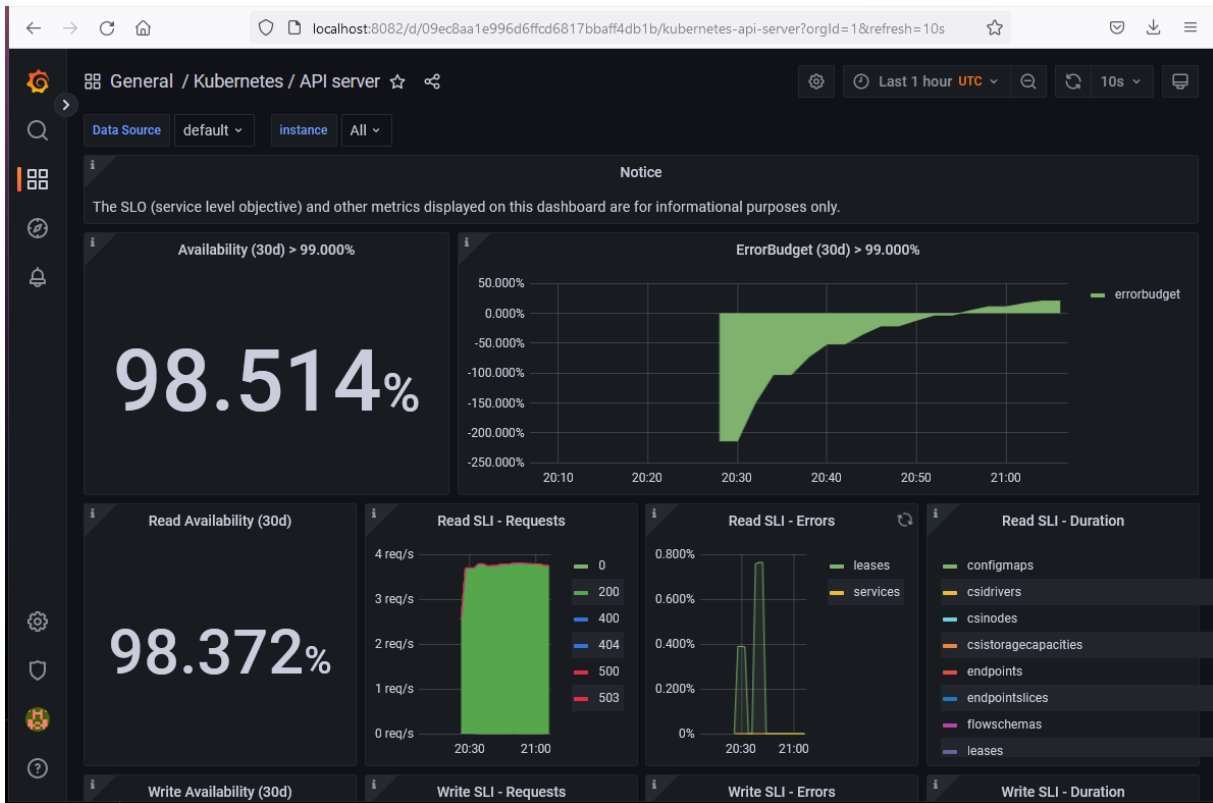 localhost:8082/d/09ec8aa1e996d6ffcd6817bbaff4db1b/kubernetes-api-server?orgId=1&refresh=10s
General / Kubernetes / API server
Last 1 hour UTC
10s
Data Source default instance All
Notice
The SLO (service level objective) and other metrics displayed on this dashboard are for informational purposes only.
Availability (30d) > 99.000%
98.514%
ErrorBudget (30d) > 99.000%
50.000%
0.000%
-50.000%
-100.000%
-150.000%
-200.000%
-250.000%
20:10 20:20 20:30 20:40 20:50 21:00
errorbudget
Read Availability (30d)
98.372%
Read SLI - Requests
4 req/s
3 req/s
2 req/s
1 req/s
0 req/s
20:30 21:00
0
200
400
404
500
503
Read SLI - Errors
0.800%
0.600%
0.400%
0.200%
0%
20:30 21:00
leases
services
Read SLI - Duration
configmaps
csidrivers
csinodes
csistoragecapacities
endpoints
endpointslices
flowschemas
leases
Write Availability (30d)
Write SLI - Requests
Write SLI - Errors
Write SLI - Duration